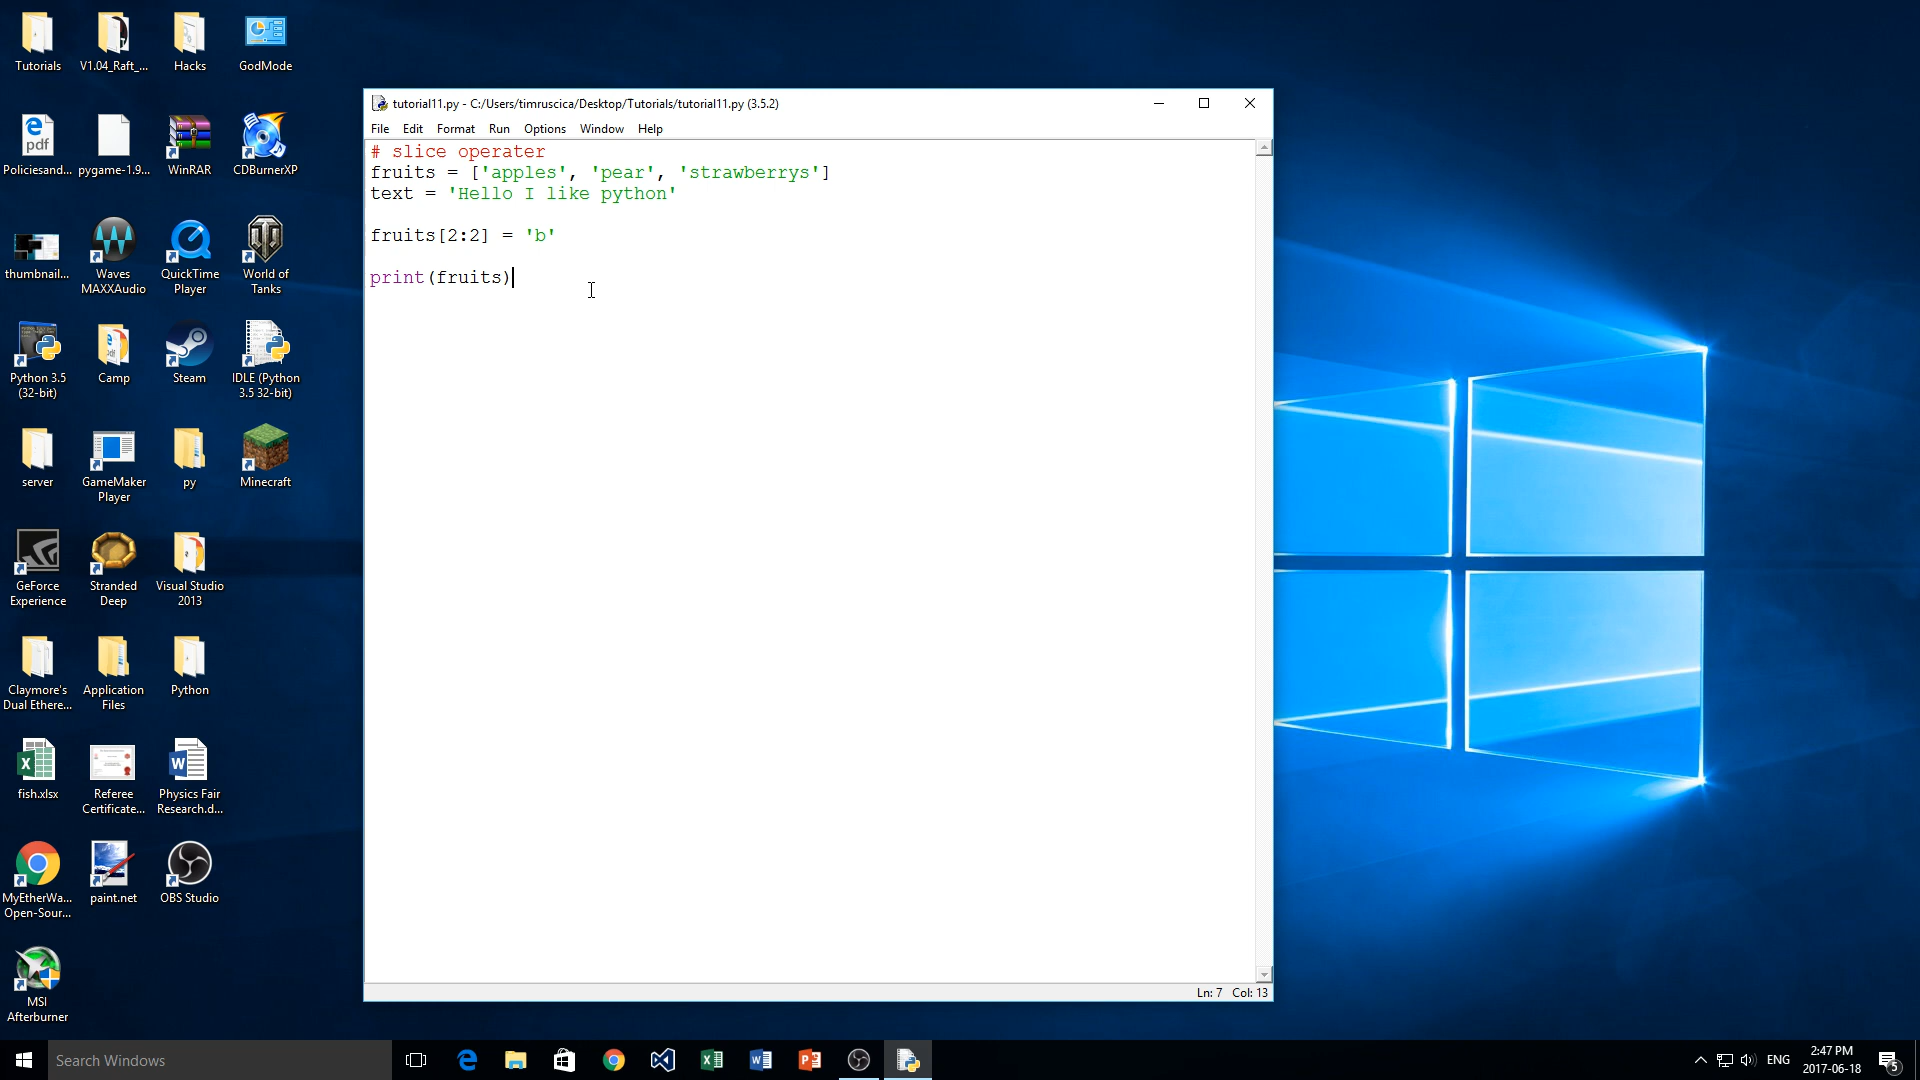 Tutorials
V1.04_Raft_...
Hacks
GodMode
Policiesand...
pygame-1.9...
WinRAR
CDBurnerXP
thumbnail...
Waves
MAXXAudio
QuickTime
Player
World of
Tanks
Python 3.5
(32-bit)
Camp
Steam
IDLE (Python
3.5 32-bit)
server
GameMaker
Player
py
Minecraft
GeForce
Experience
Stranded
Deep
Visual Studio
2013
Claymore's
Dual Ethere...
Application
Files
Python
fish.xlsx
Referee
Certificate...
Physics Fair
Research.d...
MyEtherWa...
Open-Sour...
paint.net
OBS Studio
MSI
Afterburner
tutorial11.py - C:/Users/timruscica/Desktop/Tutorials/tutorial11.py (3.5.2)
File Edit Format Run Options Window Help
# slice operater
fruits = ['apples', 'pear', 'strawberrys']
text = 'Hello I like python'
fruits[2:2] = 'b'
print(fruits)
Ln: 7 Col: 13
Search Windows
ENG
2:47 PM
2017-06-18
5